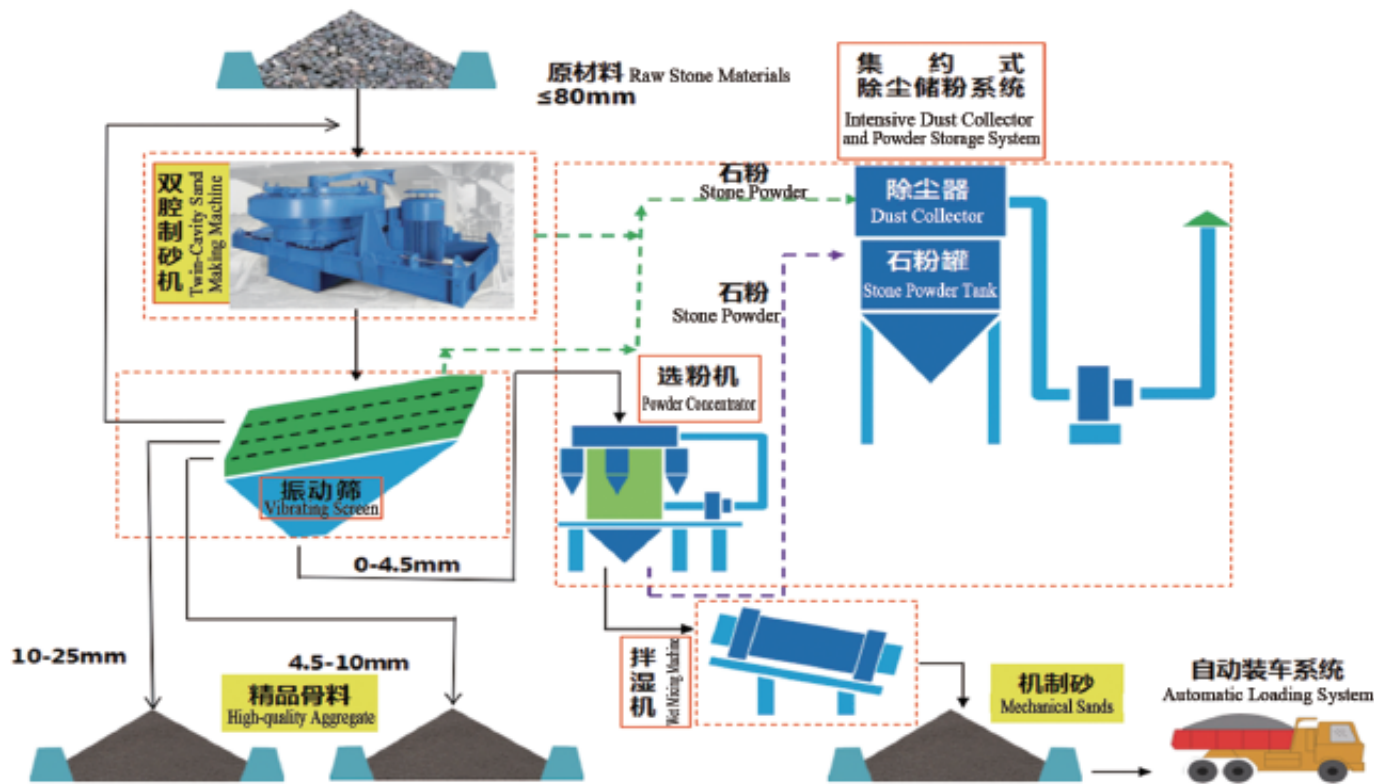 原材料 Raw Stone Materials
≤80mm
集约式
除尘储粉系统
Intensive Dust Collector
and Powder Storage System
双腔制砂机
Twin-Cavity Sand
Making Machine
石粉
Stone Powder
除尘器
Dust Collector
石粉罐
Stone Powder Tank
石粉
Stone Powder
选粉机
Powder Concentrator
振动筛
Vibrating Screen
0-4.5mm
10-25mm
4.5-10mm
精品骨料
High-quality Aggregate
拌湿机
Wet Mixing Machine
机制砂
Mechanical Sands
自动装车系统
Automatic Loading System